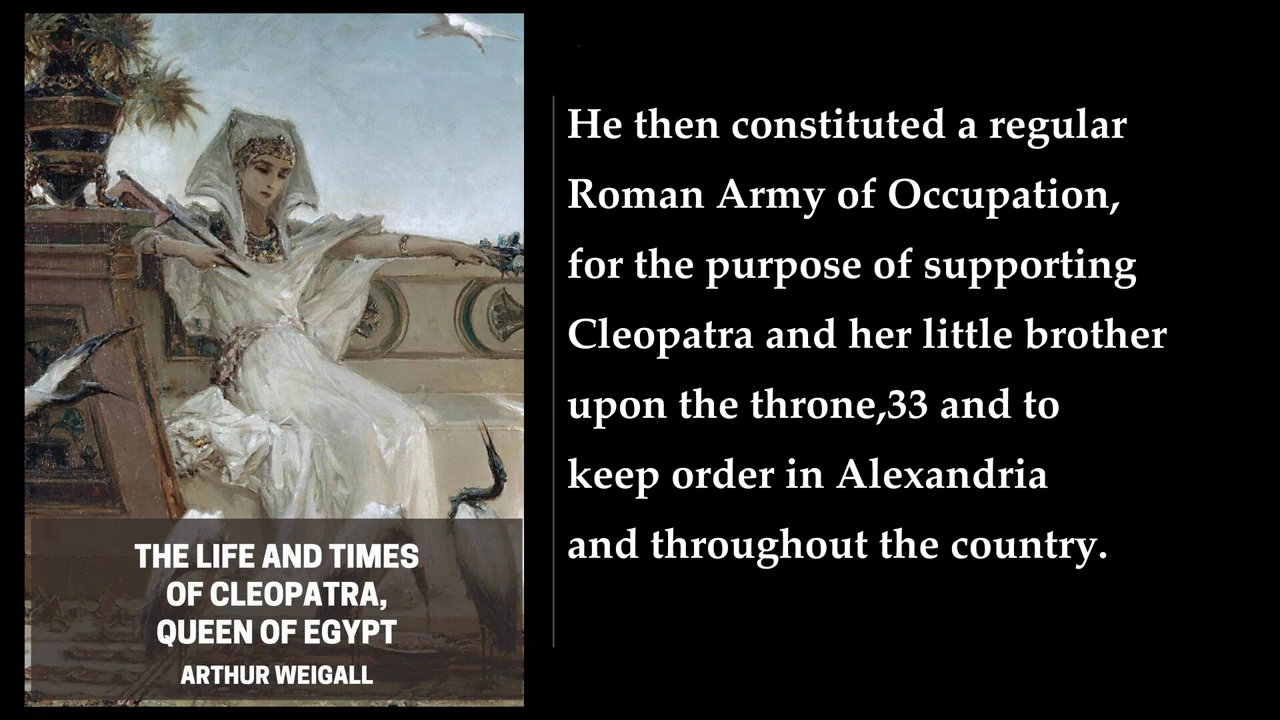 THE LIFE AND TIMES
OF CLEOPATRA,
QUEEN OF EGYPT
ARTHUR WEIGALL
He then constituted a regular
Roman Army of Occupation,
for the purpose of supporting
Cleopatra and her little brother
upon the throne,33 and to
keep order in Alexandria
and throughout the country.